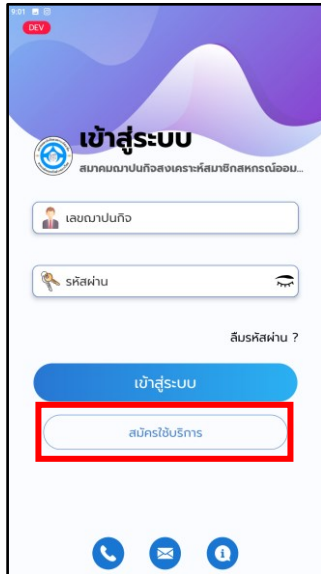 9:01
DEV
เข้าสู่ระบบ
สมาคมฌาปนกิจสงเคราะห์สมาชิกสหกรณ์ออม...
เลขฌาปนกิจ
รหัสผ่าน
ลืมรหัสผ่าน ?
เข้าสู่ระบบ
สมัครใช้บริการ